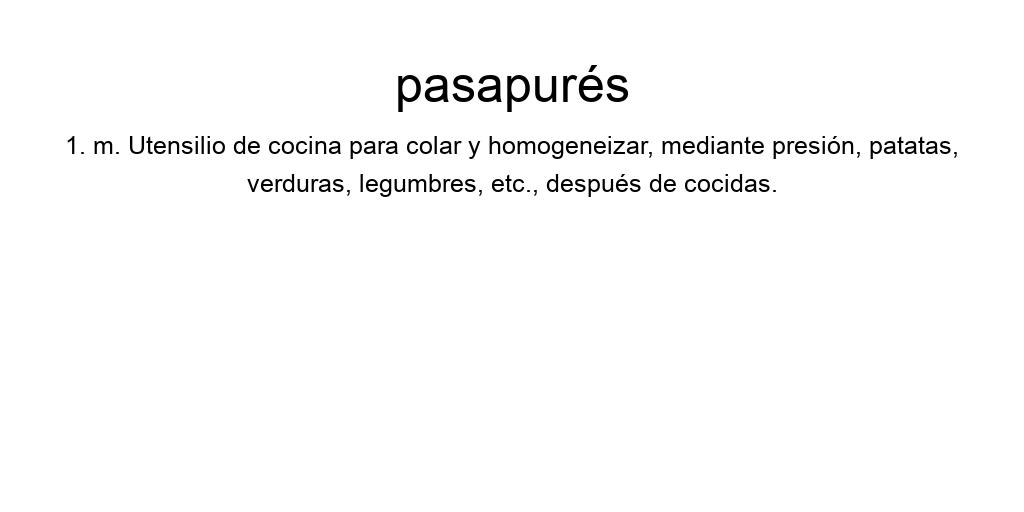 pasapurés
1. m. Utensilio de cocina para colar y homogeneizar, mediante presión, patatas,
verduras, legumbres, etc., después de cocidas.